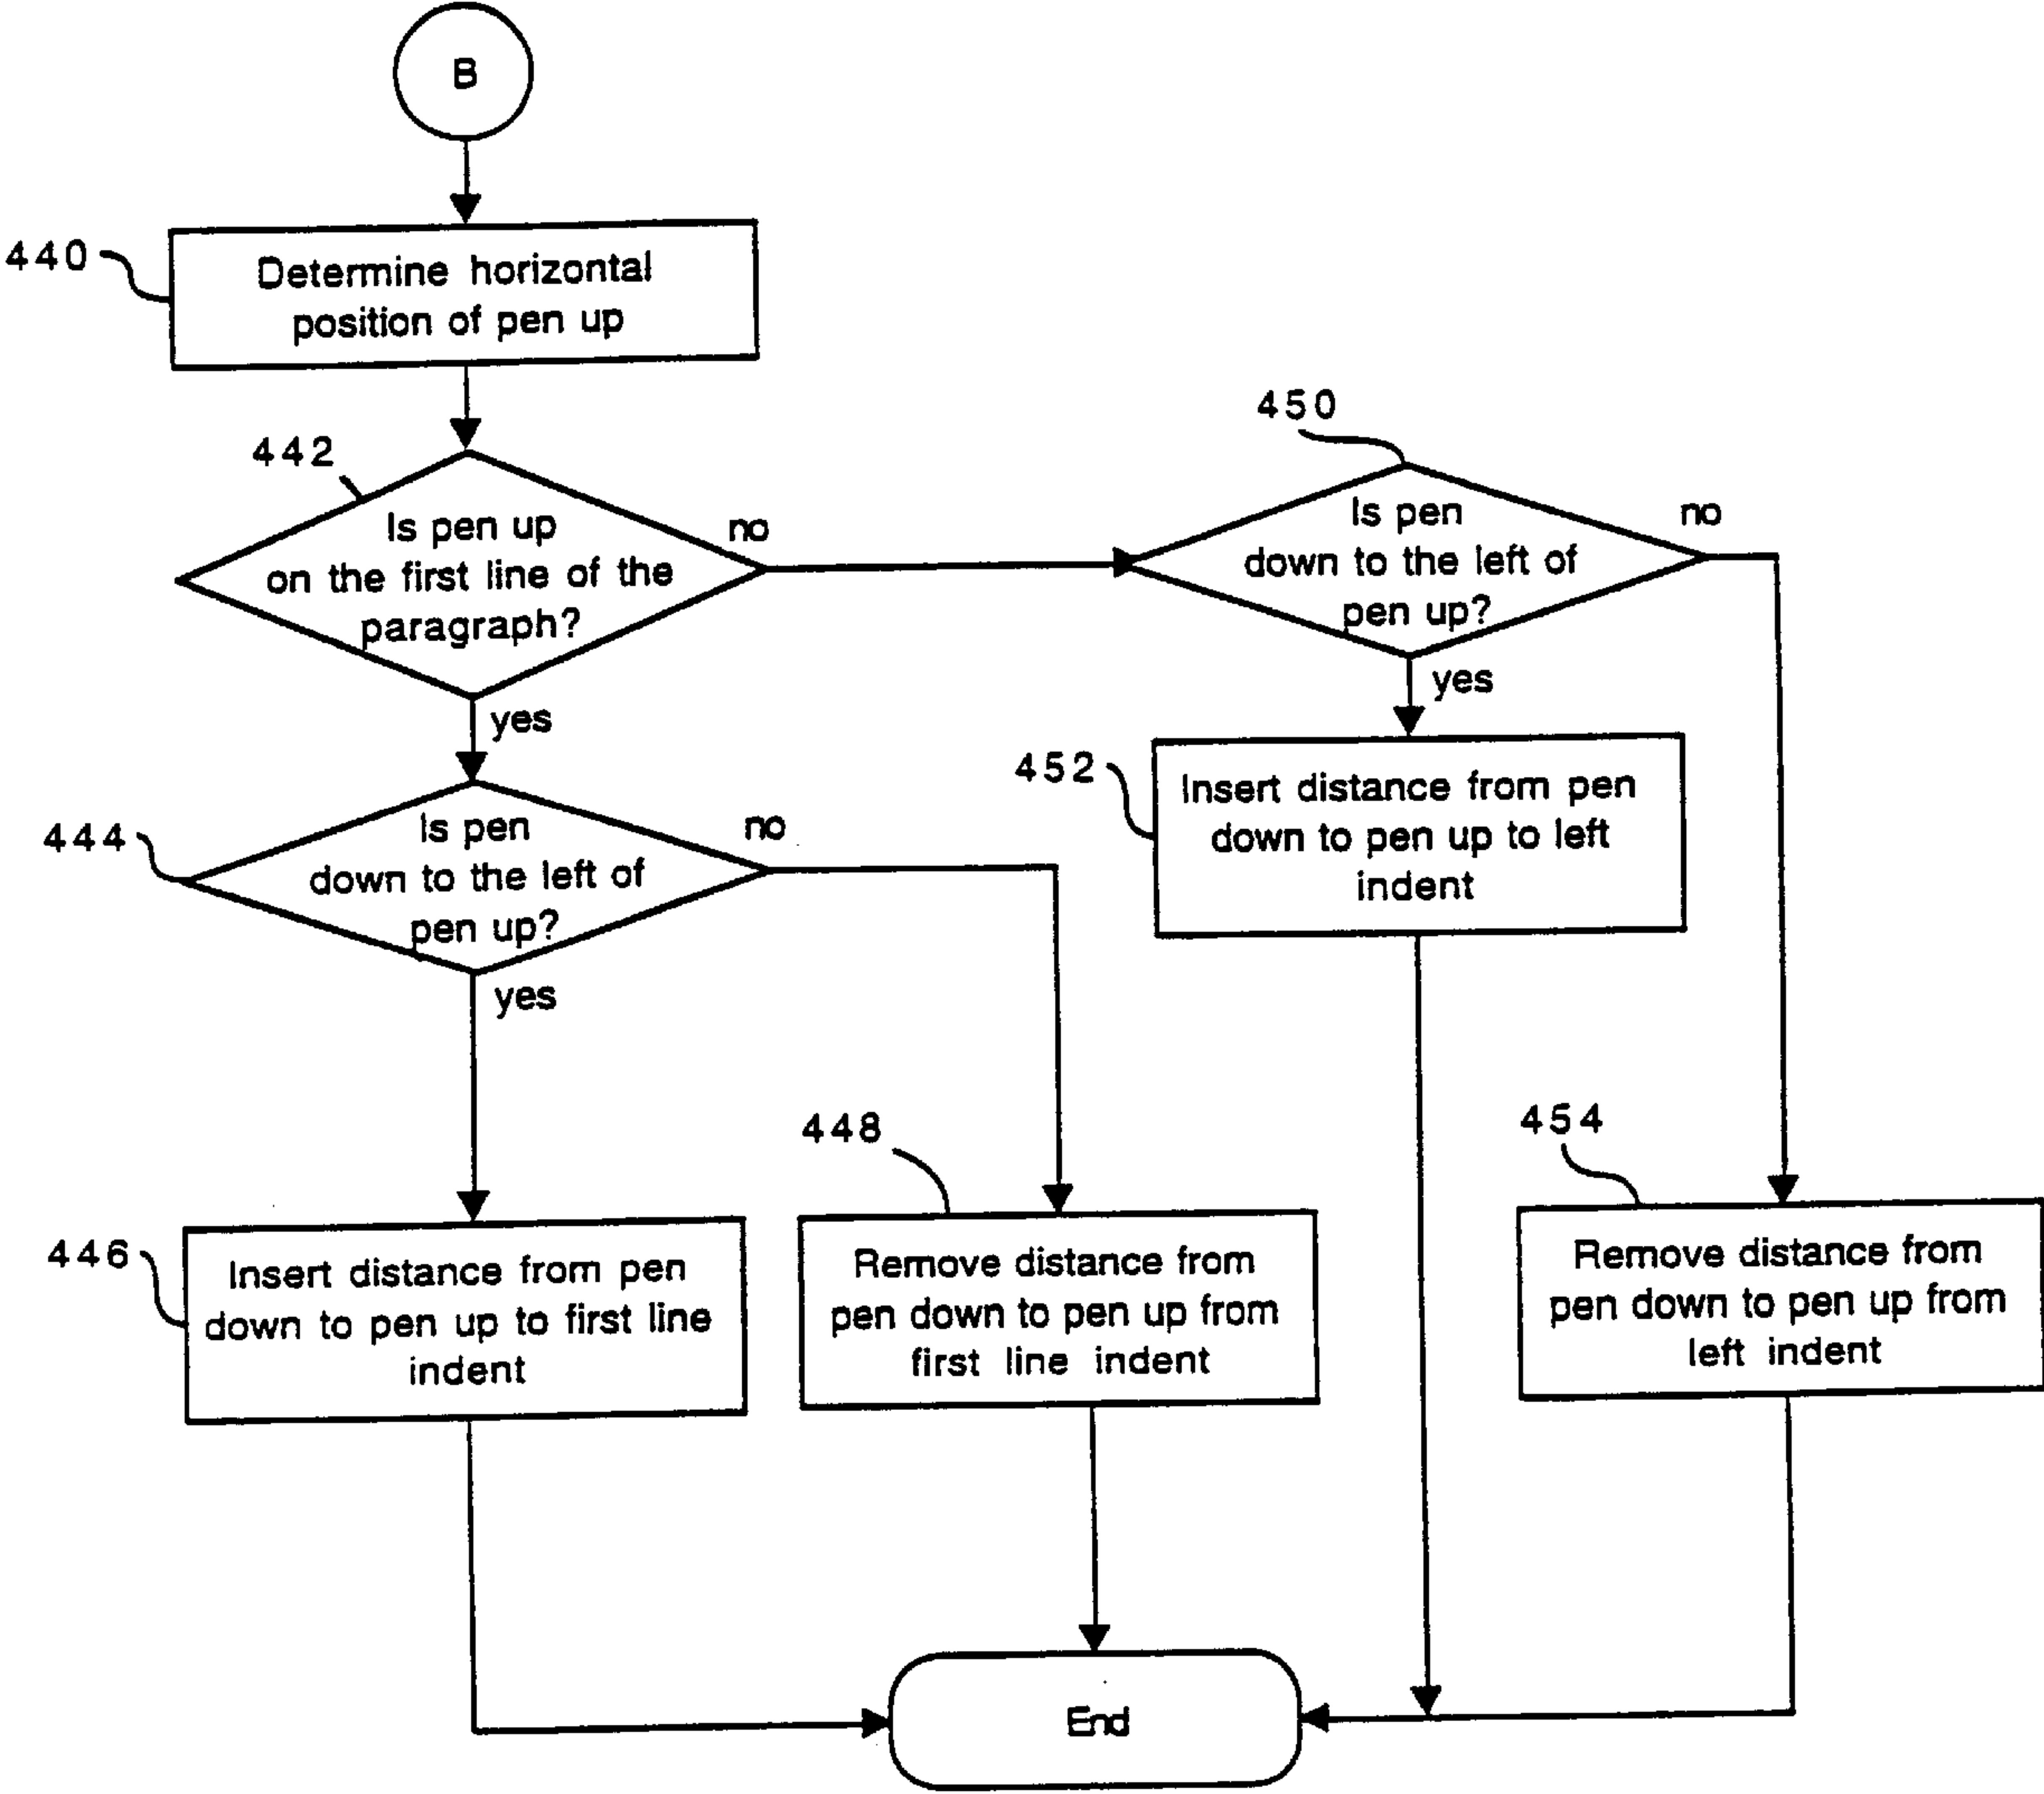 B
440
Determine horizontal
position of pen up
442
Is pen up
on the first line of the
paragraph?
no
yes
450
Is pen
down to the left of
pen up?
no
yes
444
Is pen
down to the left of
pen up?
no
yes
452
Insert distance from pen
down to pen up to left
indent
446
Insert distance from pen
down to pen up to first line
indent
448
Remove distance from
pen down to pen up from
first line indent
454
Remove distance from
pen down to pen up from
left indent
End